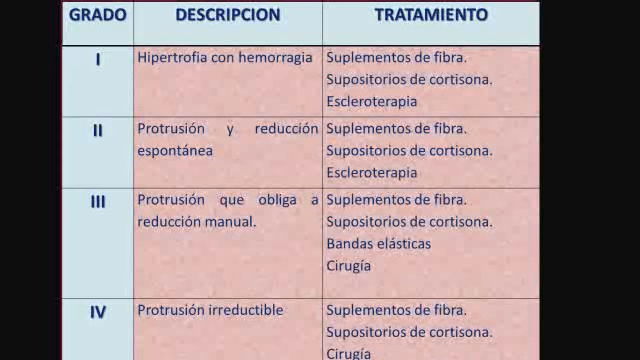 GRADO DESCRIPCION TRATAMIENTO
I Hipertrofia con hemorragia Suplementos de fibra.
Supositorios de cortisona.
Escleroterapia
II Protrusión y reducción Suplementos de fibra.
espontánea Supositorios de cortisona.
Escleroterapia
III Protrusión que obliga a Suplementos de fibra.
reducción manual. Supositorios de cortisona.
Bandas elásticas
Cirugía
IV Protrusión irreductible Suplementos de fibra.
Supositorios de cortisona.
Cirugía